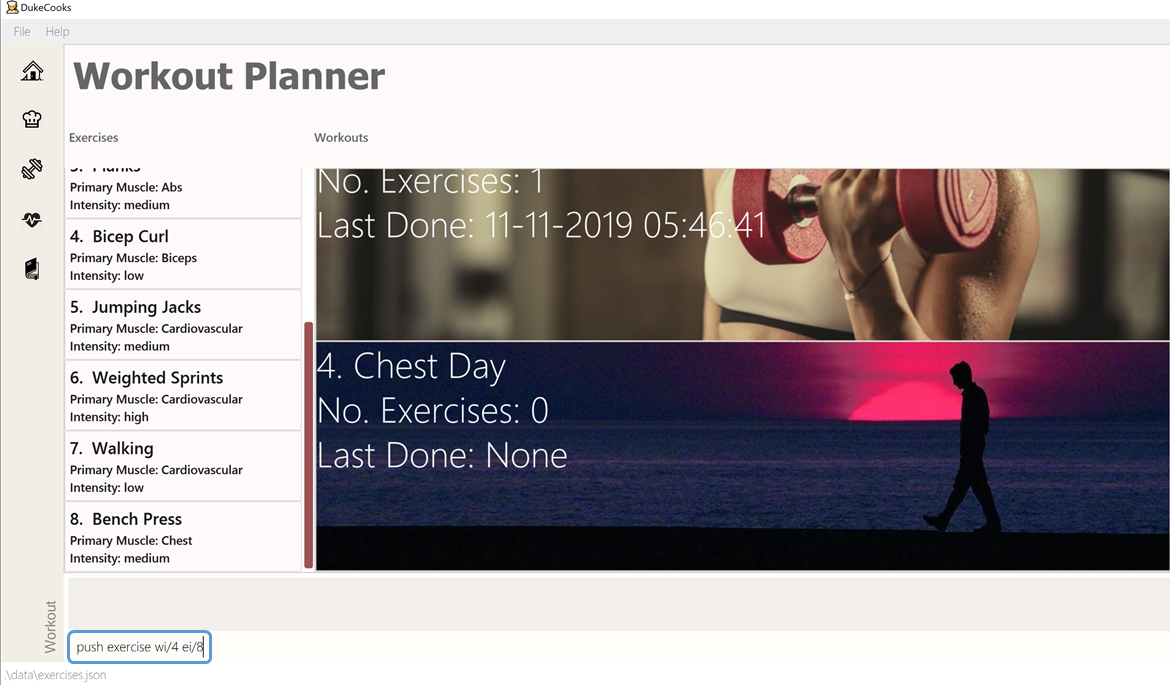 DukeCooks
File Help
Workout Planner
Exercises
Workouts
3. Planks
Primary Muscle: Abs
Intensity: medium
4. Bicep Curl
Primary Muscle: Biceps
Intensity: low
5. Jumping Jacks
Primary Muscle: Cardiovascular
Intensity: medium
6. Weighted Sprints
Primary Muscle: Cardiovascular
Intensity: high
7. Walking
Primary Muscle: Cardiovascular
Intensity: low
8. Bench Press
Primary Muscle: Chest
Intensity: medium
No. Exercises: 1
Last Done: 11-11-2019 05:46:41
4. Chest Day
No. Exercises: 0
Last Done: None
Workout
push exercise wi/4 ei/8
.\data\exercises.json